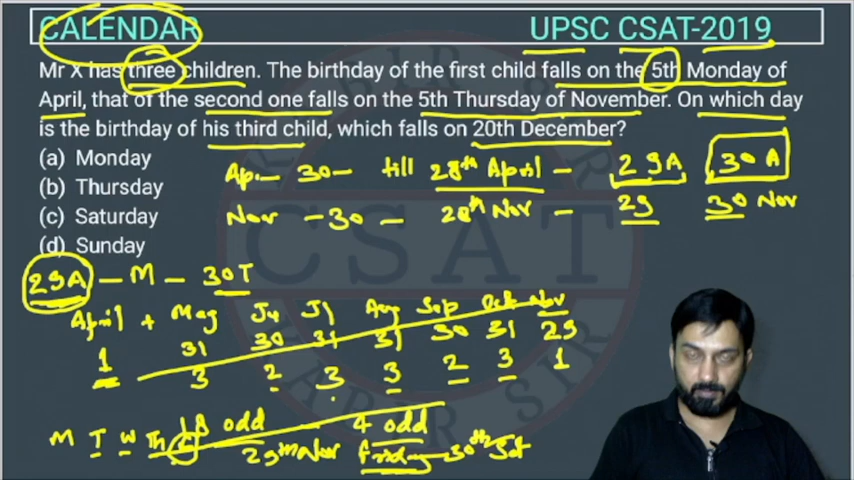 CALENDAR UPSC CSAT-2019
Mr X has three children. The birthday of the first child falls on the 5th Monday of
April, that of the second one falls on the 5th Thursday of November. On which day
is the birthday of his third child, which falls on 20th December?
(a) Monday
(b) Thursday
(c) Saturday
(d) Sunday
Ap. - 30 - till 28th April - 29A 30A
Nov - 30 - 28th Nov - 29 30 Nov
29A - M - 30T
April + May Ju Jl Aug Sep Oct Nov
31 30 31 31 30 31 29
1 3 2 3 3 2 3 1
18 odd 4 odd
M T W Th F 29th Nov friday - 30th Sat
CSAT